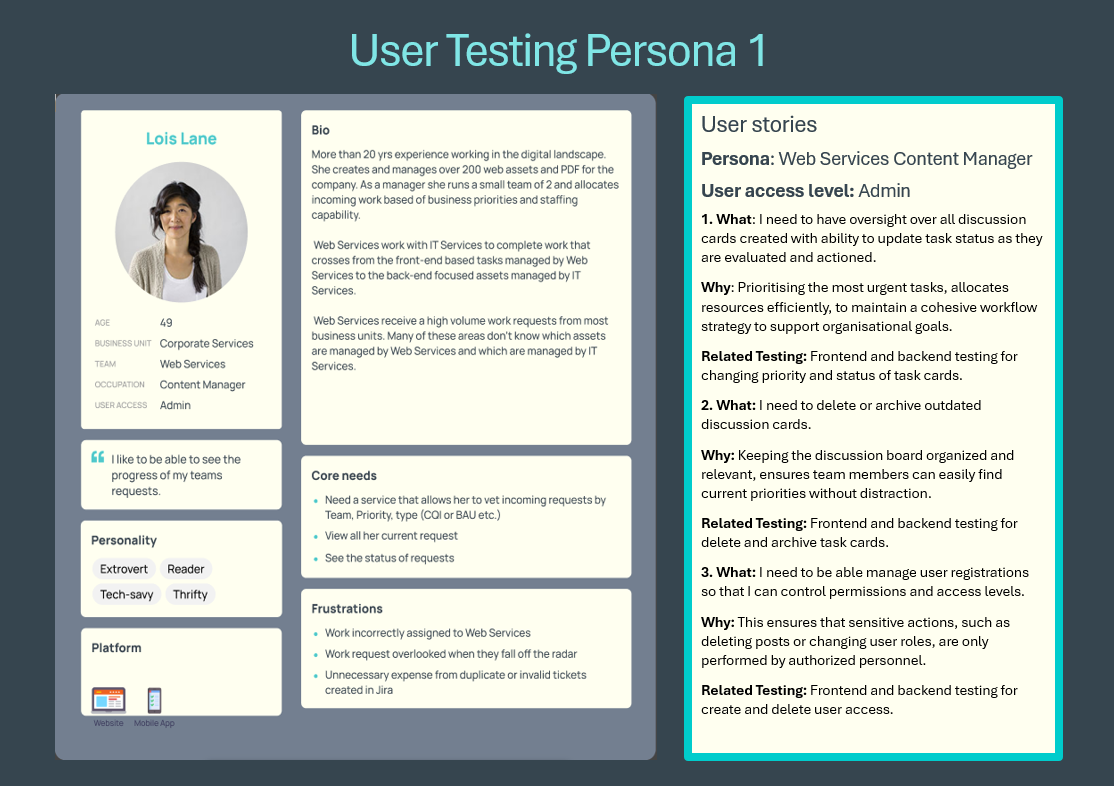 User Testing Persona 1
Lois Lane
AGE 49
BUSINESS UNIT Corporate Services
TEAM Web Services
OCCUPATION Content Manager
USER ACCESS Admin
“ I like to be able to see the
progress of my teams
requests.
Personality
Extrovert Reader
Tech-savy Thrifty
Platform
Website Mobile App
Bio
More than 20 yrs experience working in the digital landscape.
She creates and manages over 200 web assets and PDF for the
company. As a manager she runs a small team of 2 and allocates
incoming work based of business priorities and staffing
capability.
Web Services work with IT Services to complete work that
crosses from the front-end based tasks managed by Web
Services to the back-end focused assets managed by IT
Services.
Web Services receive a high volume work requests from most
business units. Many of these areas don't know which assets
are managed by Web Services and which are managed by IT
Services.
Core needs
• Need a service that allows her to vet incoming requests by
Team, Priority, type (CQI or BAU etc.)
• View all her current request
• See the status of requests
Frustrations
• Work incorrectly assigned to Web Services
• Work request overlooked when they fall off the radar
• Unnecessary expense from duplicate or invalid tickets
created in Jira
User stories
Persona: Web Services Content Manager
User access level: Admin
1. What: I need to have oversight over all discussion
cards created with ability to update task status as they
are evaluated and actioned.
Why: Prioritising the most urgent tasks, allocates
resources efficiently, to maintain a cohesive workflow
strategy to support organisational goals.
Related Testing: Frontend and backend testing for
changing priority and status of task cards.
2. What: I need to delete or archive outdated
discussion cards.
Why: Keeping the discussion board organized and
relevant, ensures team members can easily find
current priorities without distraction.
Related Testing: Frontend and backend testing for
delete and archive task cards.
3. What: I need to be able manage user registrations
so that I can control permissions and access levels.
Why: This ensures that sensitive actions, such as
deleting posts or changing user roles, are only
performed by authorized personnel.
Related Testing: Frontend and backend testing for
create and delete user access.